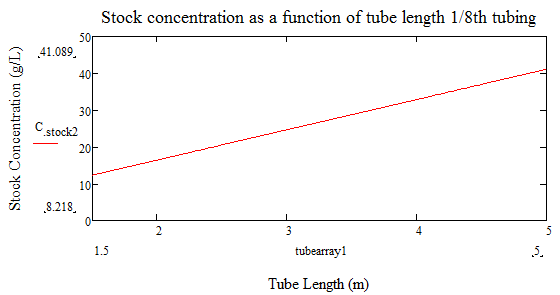 Stock concentration as a function of tube length 1/8th tubing
Stock Concentration (g/L)
50
41.089
40
30
C.stock2
20
10
8.218
0
2
3
4
5
1.5
tubearray1
5
Tube Length (m)